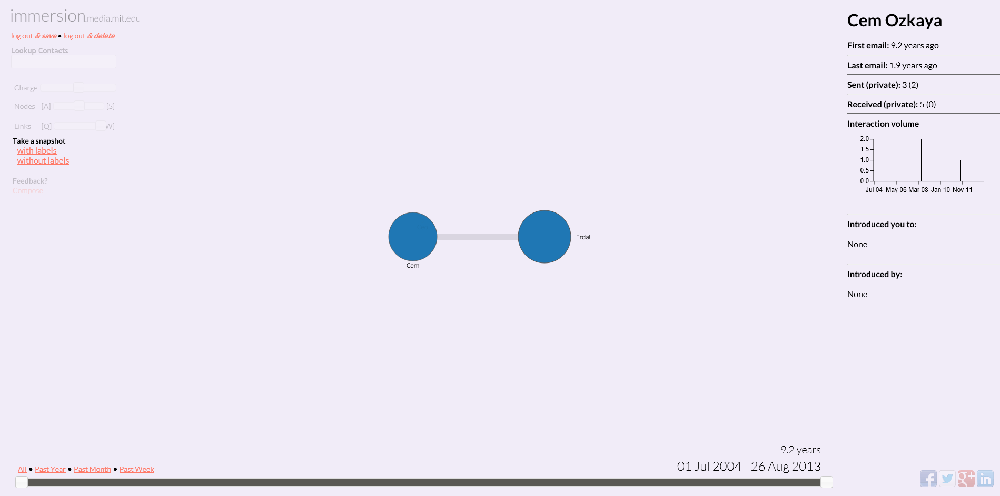 immersion.media.mit.edu
log out & save • log out & delete
Lookup Contacts
Charge
Nodes [A] [S]
Links [Q] W]
Take a snapshot
- with labels
- without labels
Feedback?
Compose
Cem
Erdal
9.2 years
01 Jul 2004 - 26 Aug 2013
All • Past Year • Past Month • Past Week
Cem Ozkaya
First email: 9.2 years ago
Last email: 1.9 years ago
Sent (private): 3 (2)
Received (private): 5 (0)
Interaction volume
2.0
1.5
1.0
0.5
0.0
Jul 04 May 06 Mar 08 Jan 10 Nov 11
Introduced you to:
None
Introduced by:
None
f g+ in